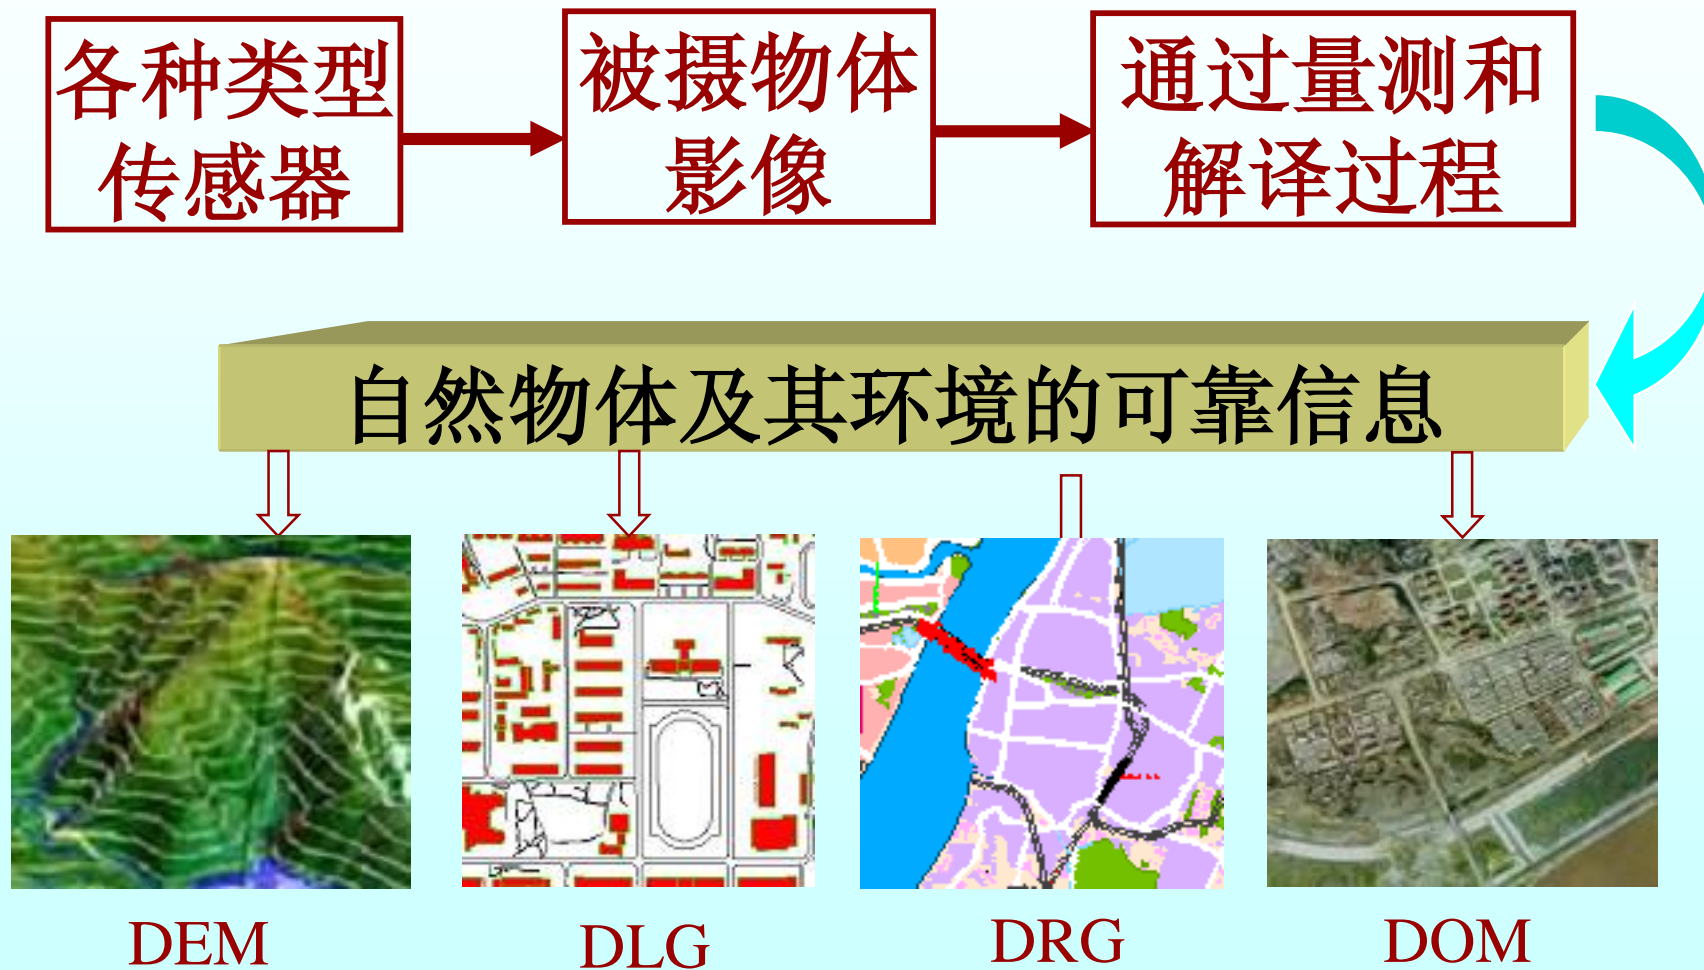 各种类型
传感器
被摄物体
影像
通过量测和
解译过程
自然物体及其环境的可靠信息
DEM
DLG
DRG
DOM